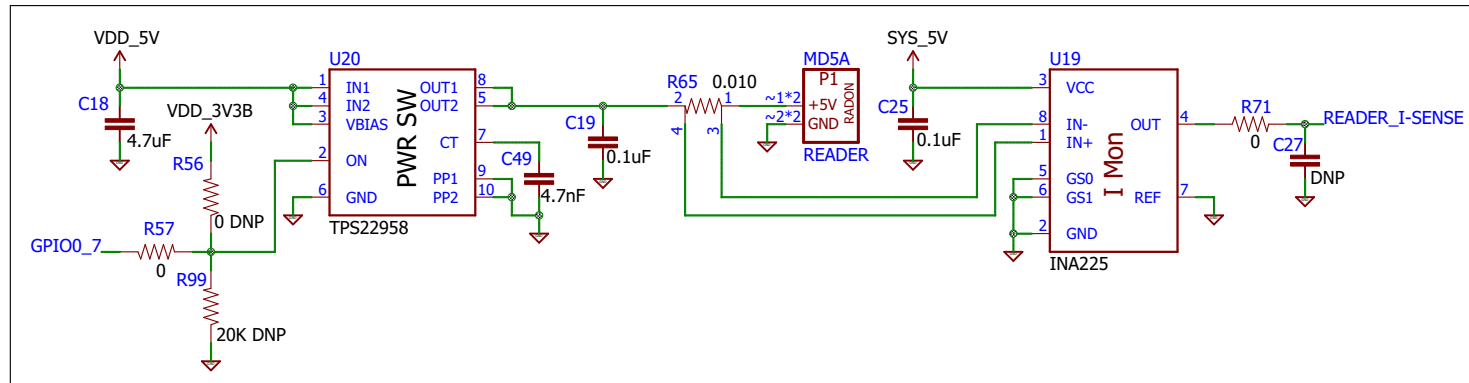 VDD_5V
C18
4.7uF
VDD_3V3B
R56
0 DNP
GPIO0_7
R57
0
R99
20K DNP
U20
1 IN1 OUT1 8
4 IN2 OUT2 5
3 VBIAS
CT 7
2 ON
PP1 9
6 GND PP2 10
PWR SW
TPS22958
C49
4.7nF
C19
0.1uF
R65 0.010
2 1
4 3
MD5A
P1
~1*2 +5V
~2*2 GND
RADON
READER
SYS_5V
C25
0.1uF
U19
3 VCC
8 IN- OUT 4
1 IN+
5 GS0
6 GS1 REF 7
2 GND
I Mon
INA225
R71
0
READER_I-SENSE
C27
DNP